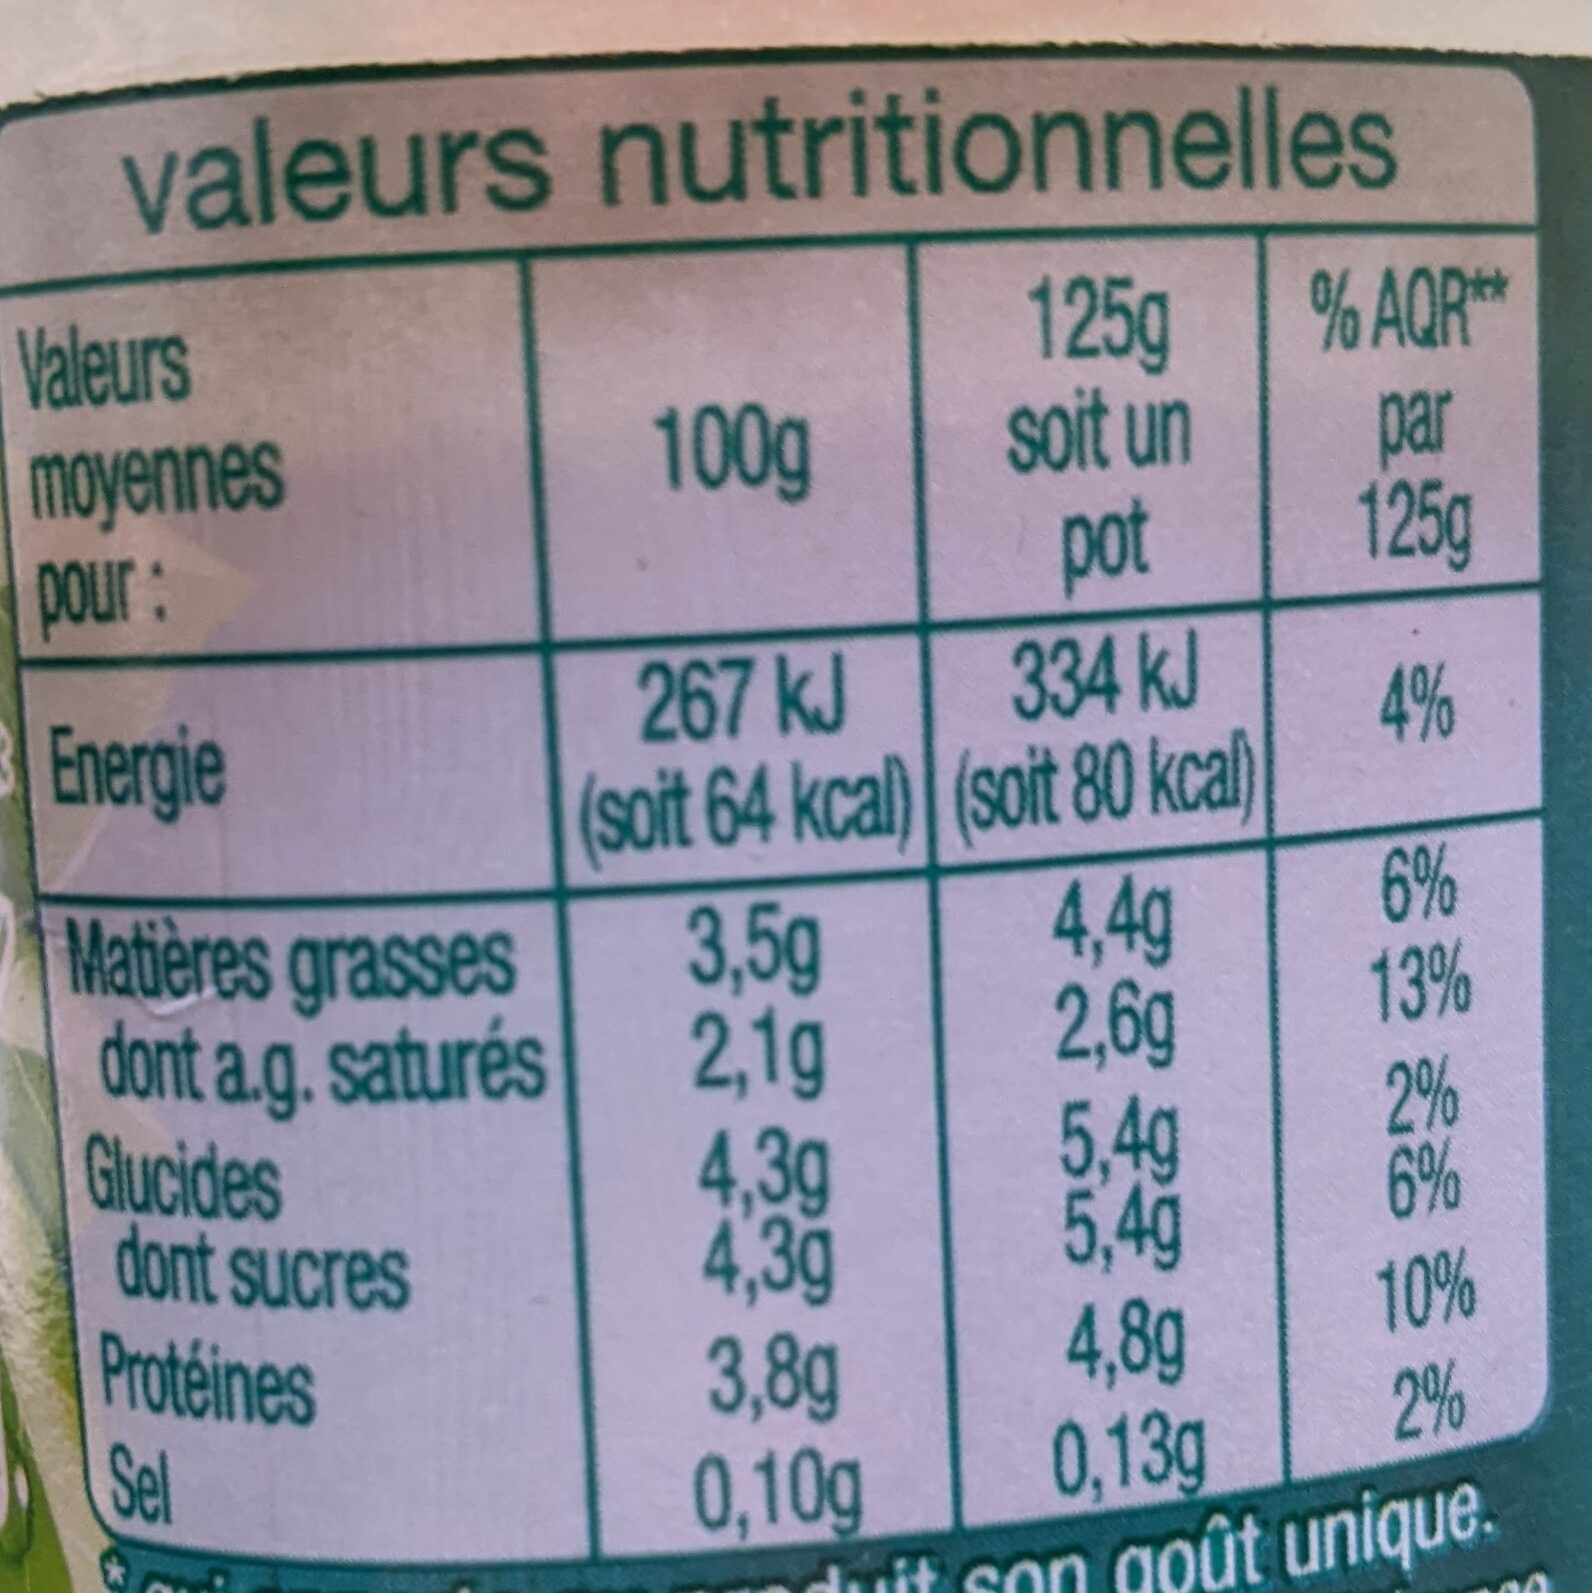 valeurs nutritionnelles
Valeurs moyennes pour : 100g 125g soit un pot % AQR** par 125g
Energie 267 kJ (soit 64 kcal) 334 kJ (soit 80 kcal) 4%
Matières grasses 3,5g 4,4g 6%
dont a.g. saturés 2,1g 2,6g 13%
Glucides 4,3g 5,4g 2%
dont sucres 4,3g 5,4g 6%
Protéines 3,8g 4,8g 10%
Sel 0,10g 0,13g 2%
son goût unique.